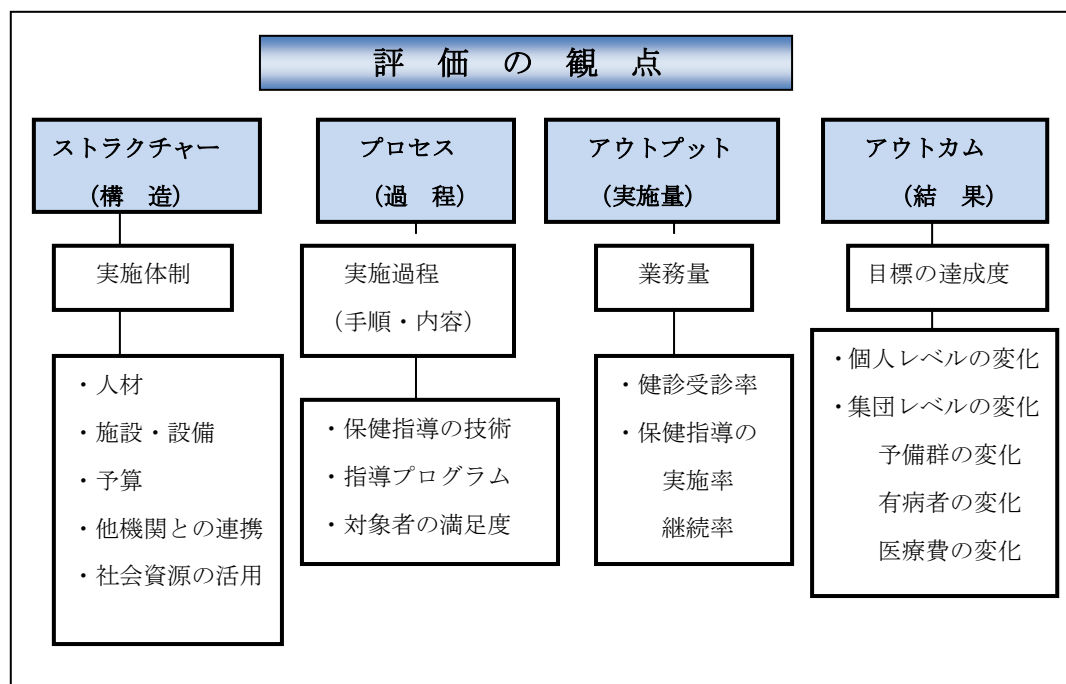 評 価 の 観 点
ストラクチャー
（構 造）
実施体制
・人材
・施設・設備
・予算
・他機関との連携
・社会資源の活用
プロセス
（過 程）
実施過程
（手順・内容）
・保健指導の技術
・指導プログラム
・対象者の満足度
アウトプット
（実施量）
業務量
・健診受診率
・保健指導の
実施率
継続率
アウトカム
（結 果）
目標の達成度
・個人レベルの変化
・集団レベルの変化
予備群の変化
有病者の変化
医療費の変化